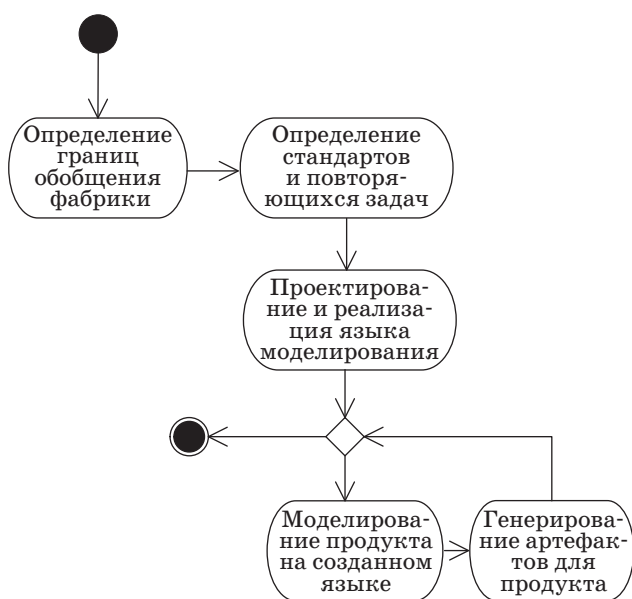 Определение
границ
обобщения
фабрики
Определение
стандартов
и повторя-
ющихся задач
Проектирова-
ние и реализа-
ция языка
моделирования
Моделирова-
ние продукта
на созданном
языке
Генерирова-
ние артефак-
тов для
продукта